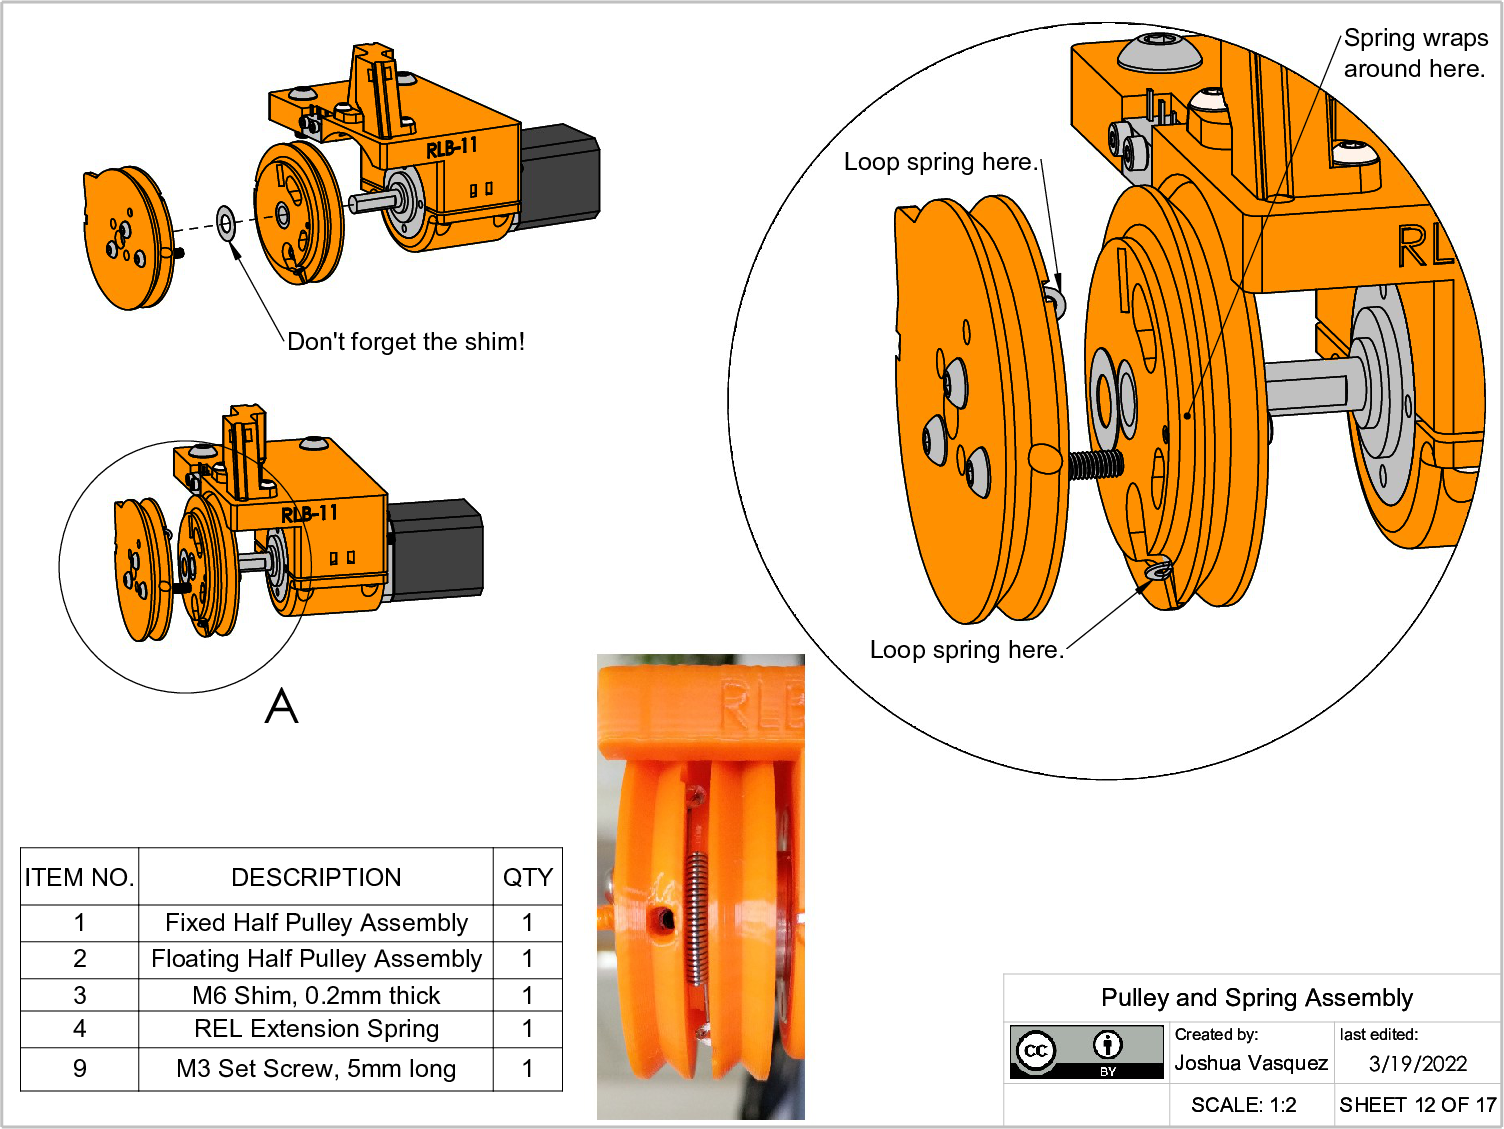 Spring wraps
around here.
Loop spring here.
RLB-11
Don't forget the shim!
RL
RLB-11
Loop spring here.
A
RLB
ITEM NO. DESCRIPTION QTY
1 Fixed Half Pulley Assembly 1
2 Floating Half Pulley Assembly 1
3 M6 Shim, 0.2mm thick 1
4 REL Extension Spring 1
9 M3 Set Screw, 5mm long 1
Pulley and Spring Assembly
cc BY
Created by:
Joshua Vasquez
last edited:
3/19/2022
SCALE: 1:2
SHEET 12 OF 17